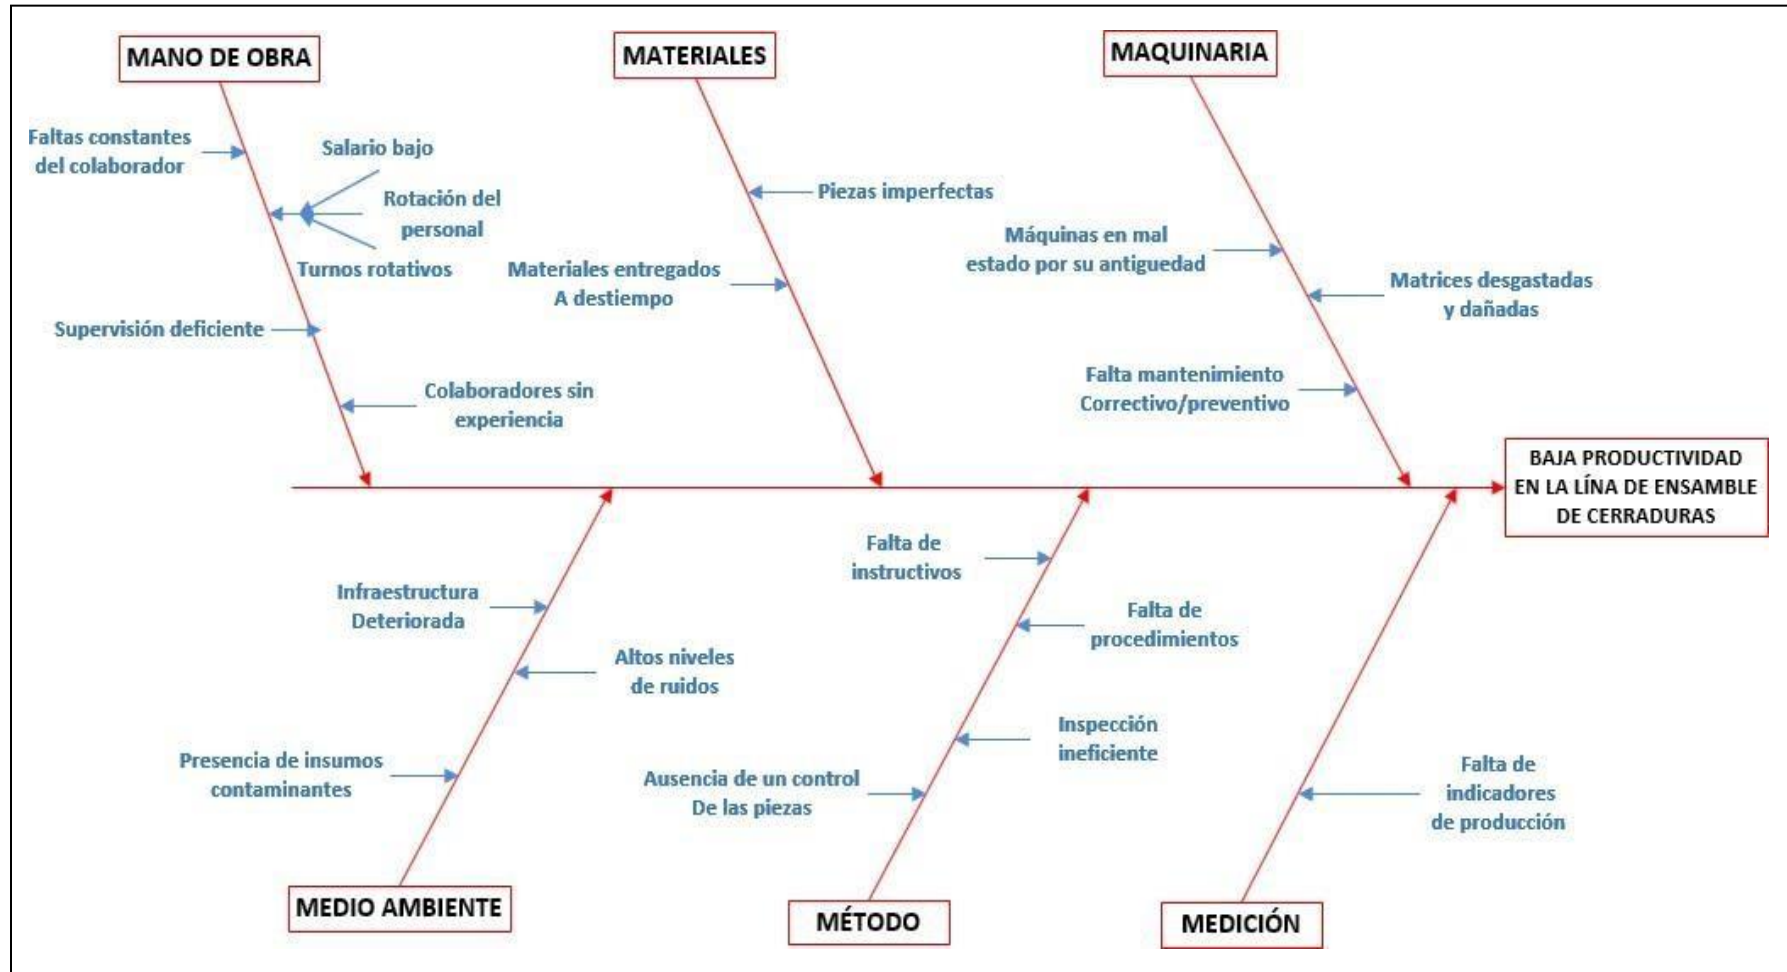 MANO DE OBRA
MATERIALES
MAQUINARIA
Faltas constantes
del colaborador
Salario bajo
Rotación del
personal
Turnos rotativos
Supervisión deficiente
Colaboradores sin
experiencia
Piezas imperfectas
Materiales entregados
A destiempo
Máquinas en mal
estado por su antiguedad
Matrices desgastadas
y dañadas
Falta mantenimiento
Correctivo/preventivo
BAJA PRODUCTIVIDAD
EN LA LÍNA DE ENSAMBLE
DE CERRADURAS
Infraestructura
Deteriorada
Altos niveles
de ruidos
Presencia de insumos
contaminantes
Falta de
instructivos
Falta de
procedimientos
Inspección
ineficiente
Ausencia de un control
De las piezas
Falta de
indicadores
de producción
MEDIO AMBIENTE
MÉTODO
MEDICIÓN